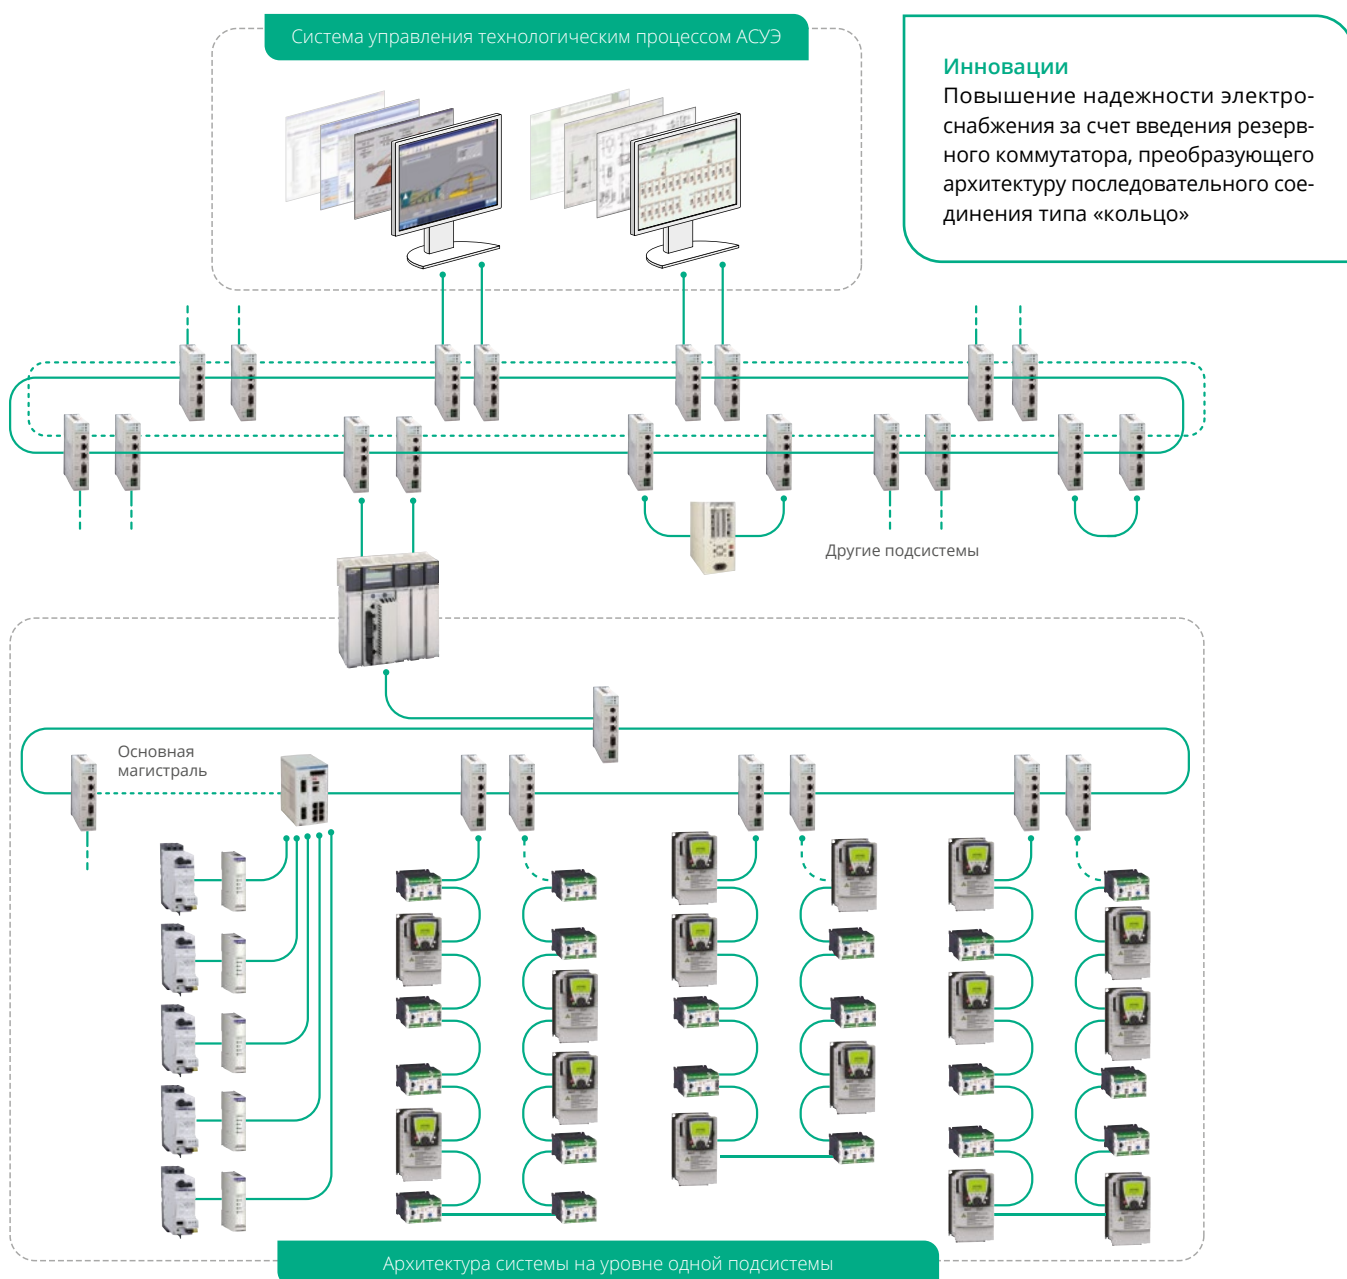 Система управления технологическим процессом АСУЭ
Инновации
Повышение надежности электро-
снабжения за счет введения резерв-
ного коммутатора, преобразующего
архитектуру последовательного сое-
динения типа «кольцо»
Другие подсистемы
Основная
магистраль
Архитектура системы на уровне одной подсистемы